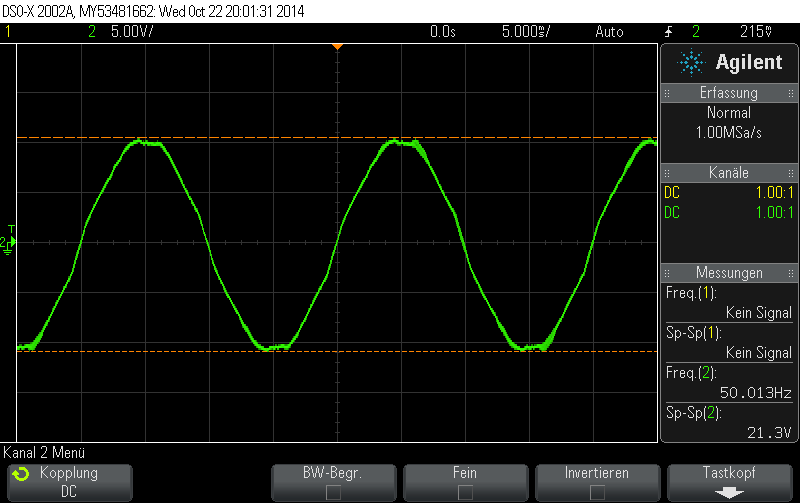 DSO-X 2002A, MY53481662: Wed Oct 22 20:01:31 2014
1 2 5.00V/ 0.0s 5.000ms/ Auto 2 215mV
Agilent
Erfassung
Normal
1.00MSa/s
Kanäle
DC 1.00:1
DC 1.00:1
T
2
Messungen
Freq.(1):
Kein Signal
Sp-Sp(1):
Kein Signal
Freq.(2):
50.013Hz
Sp-Sp(2):
21.3V
Kanal 2 Menü
Kopplung BW-Begr. Fein Invertieren Tastkopf
DC